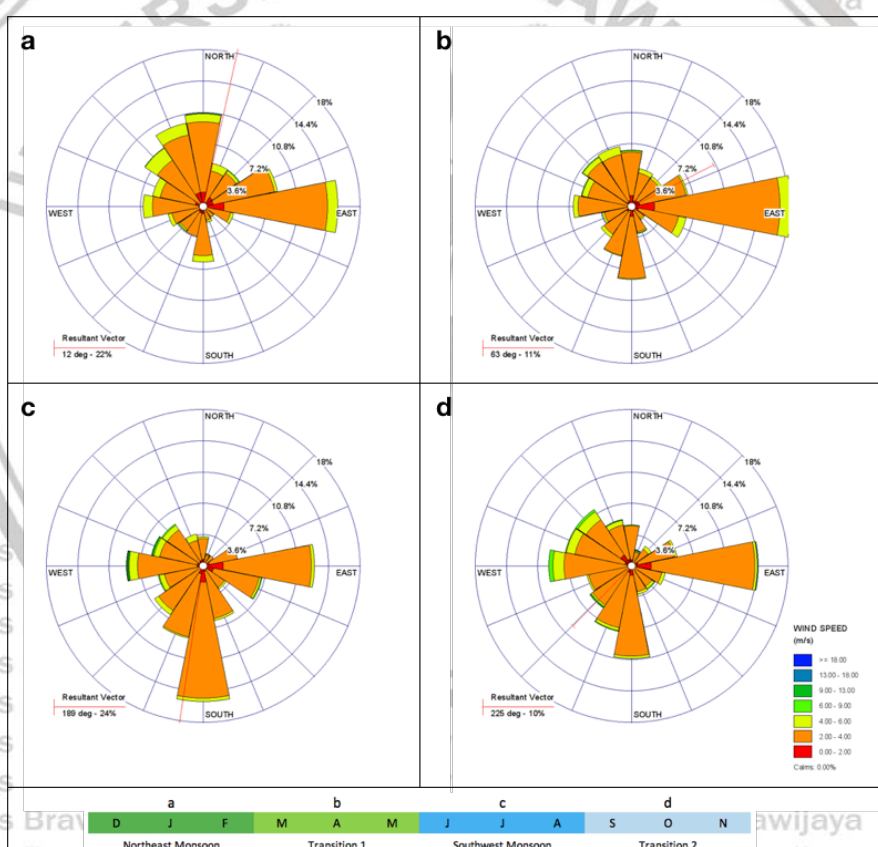 a
NORTH
18%
14.4%
10.8%
7.2%
3.6%
WEST
EAST
Resultant Vector
12 deg - 22%
SOUTH
b
NORTH
18%
14.4%
10.8%
7.2%
3.6%
WEST
EAST
Resultant Vector
63 deg - 11%
SOUTH
c
NORTH
18%
14.4%
10.8%
7.2%
3.6%
WEST
EAST
Resultant Vector
189 deg - 24%
SOUTH
d
NORTH
18%
14.4%
10.8%
7.2%
3.6%
WEST
EAST
Resultant Vector
225 deg - 10%
SOUTH
WIND SPEED
(m/s)
>= 18.00
13.00 - 18.00
9.00 - 13.00
6.00 - 9.00
4.00 - 6.00
2.00 - 4.00
0.00 - 2.00
Calms: 0.00%
a b c d
D J F M A M J J A S O N
Northeast Monsoon Transition 1 Southwest Monsoon Transition 2